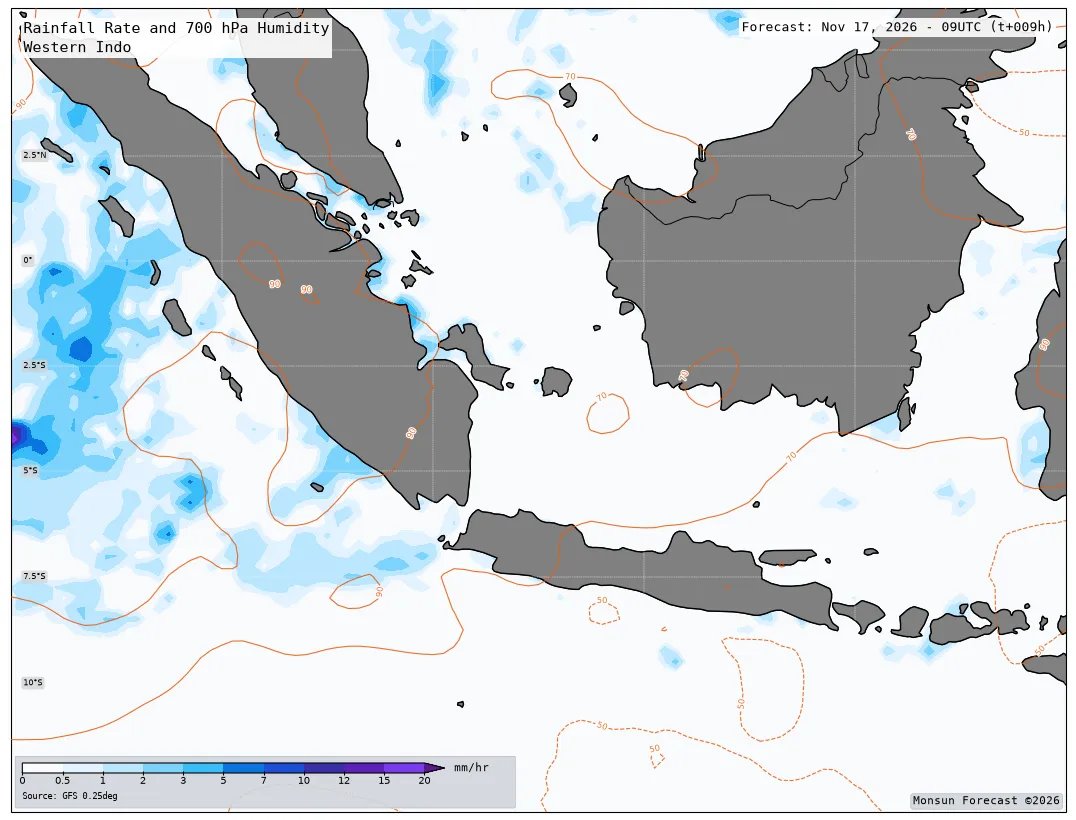 Rainfall Rate and 700 hPa Humidity
Western Indo
Forecast: Nov 17, 2026 - 09UTC (t+009h)
70
90
50
70
2.5°N
0°
90
90
2.5°S
90
70
70
90
70
5°S
7.5°S
90
50
50
10°S
50
50
50
mm/hr
0 0.5 1 2 3 5 7 10 12 15 20
Source: GFS 0.25deg
Monsun Forecast ©2026